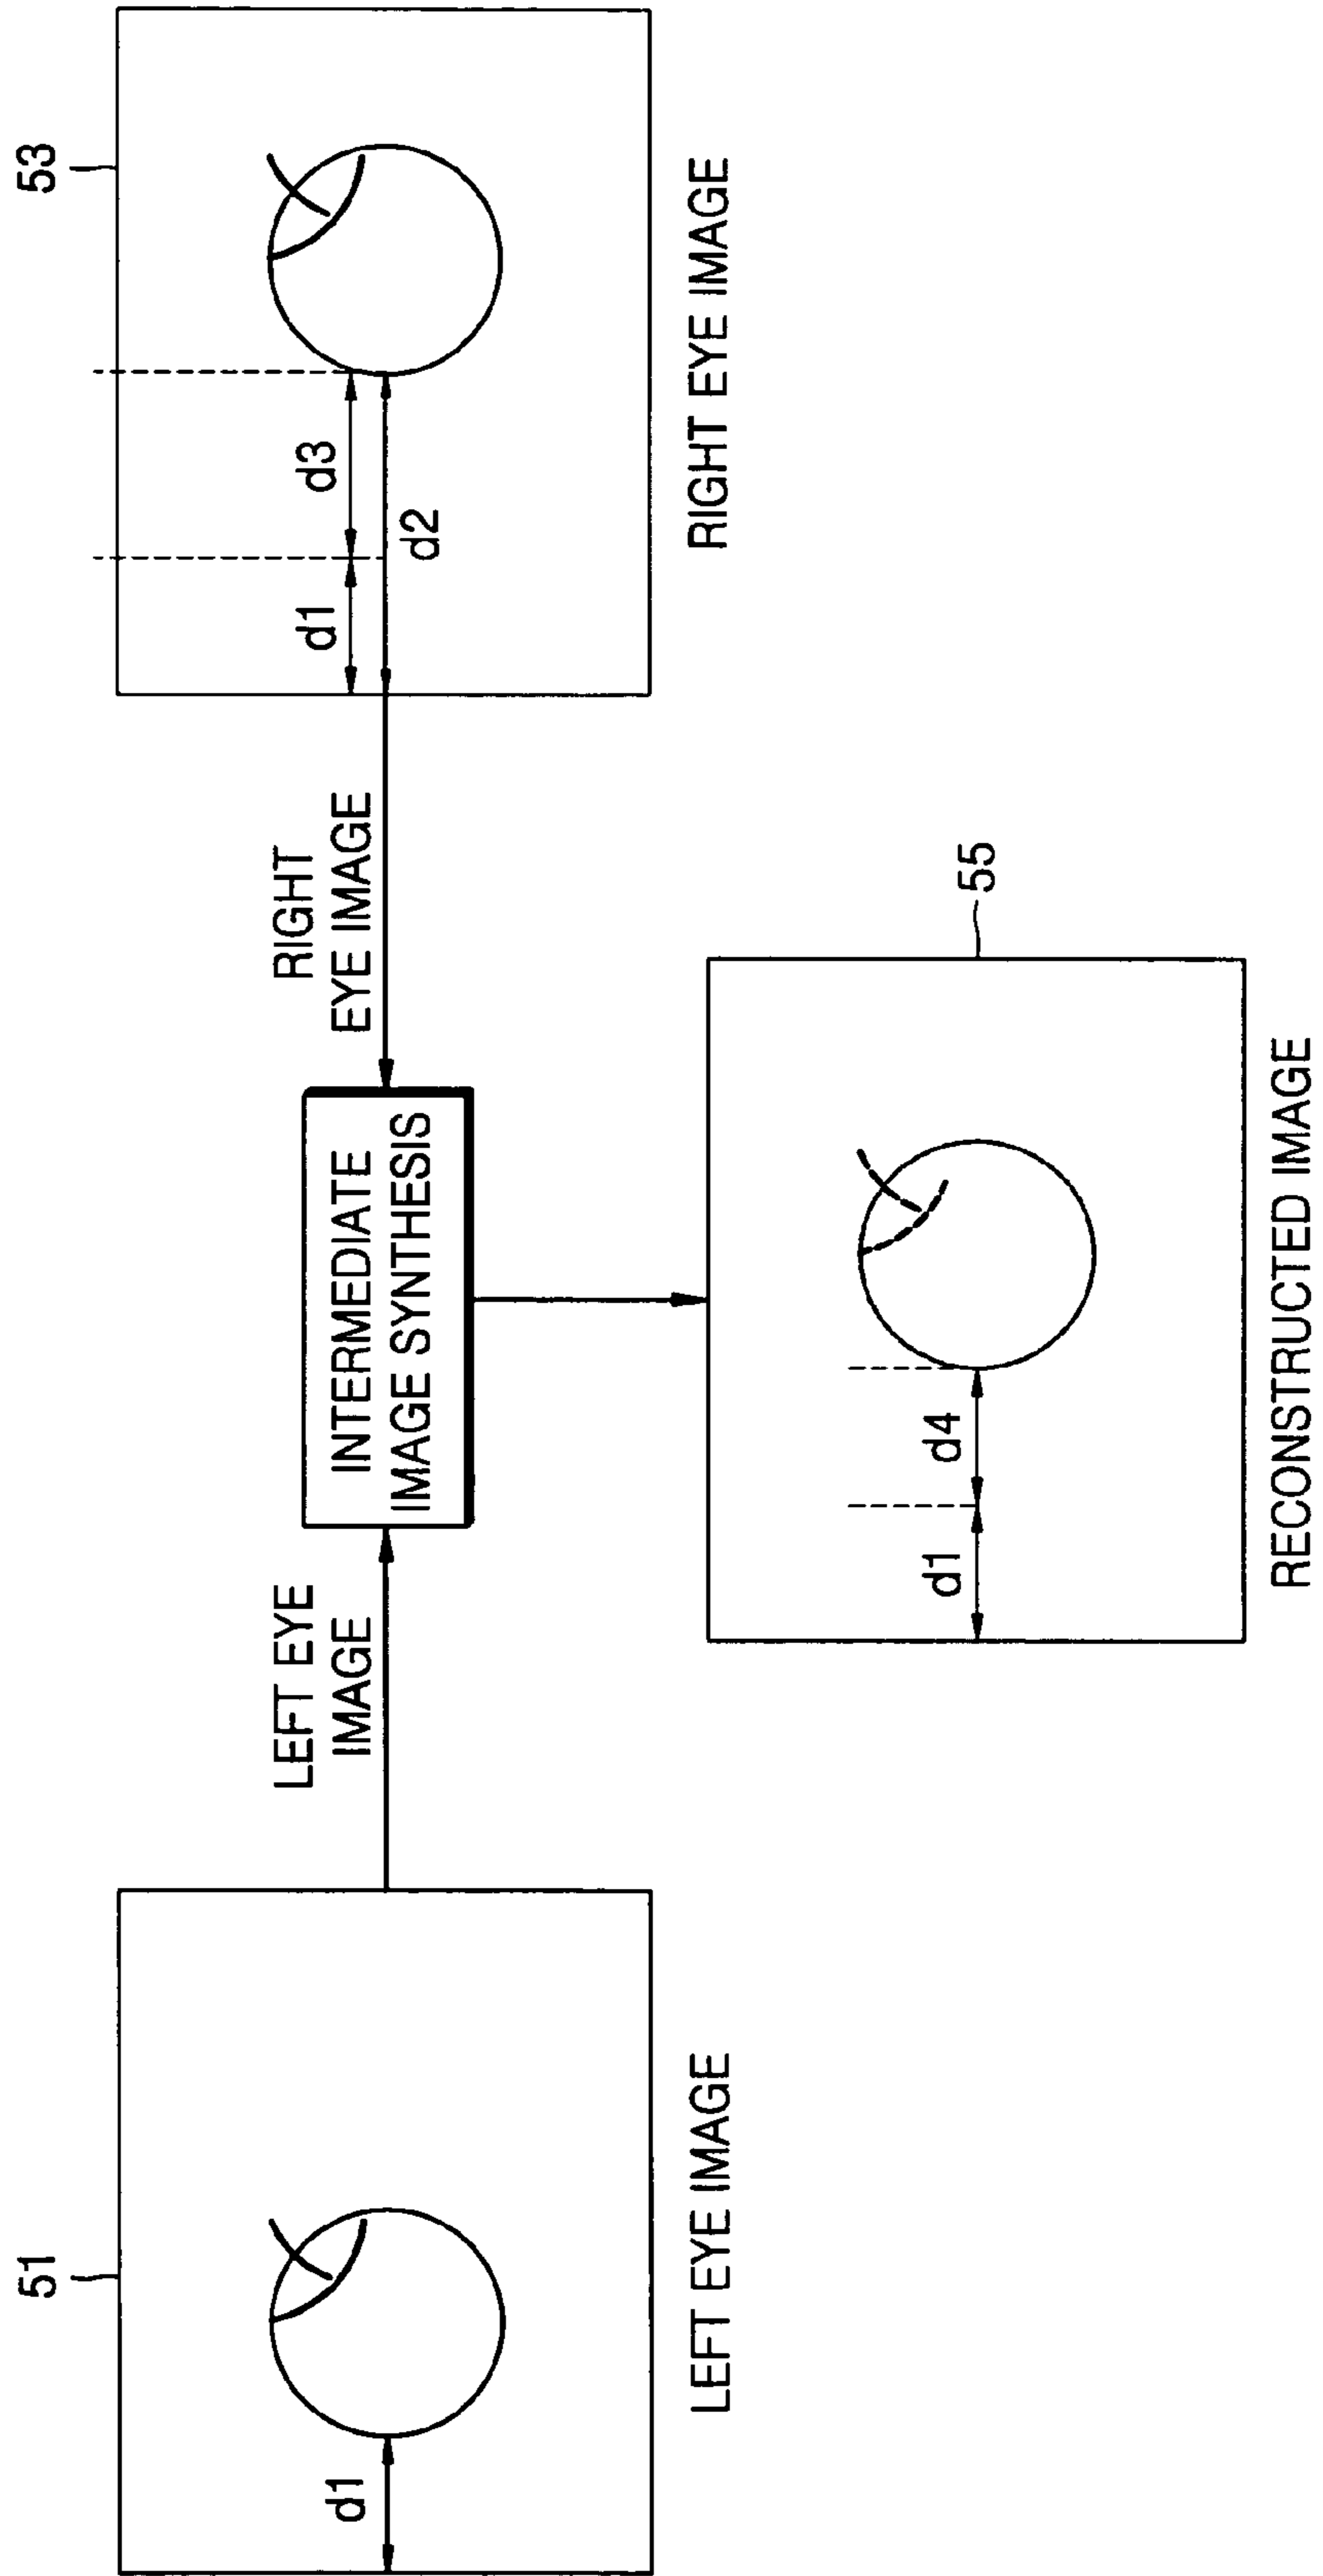 51
d1
LEFT EYE IMAGE
LEFT EYE
IMAGE
INTERMEDIATE
IMAGE SYNTHESIS
RIGHT
EYE IMAGE
53
d1
d3
d2
RIGHT EYE IMAGE
55
d1
d4
RECONSTRUCTED IMAGE